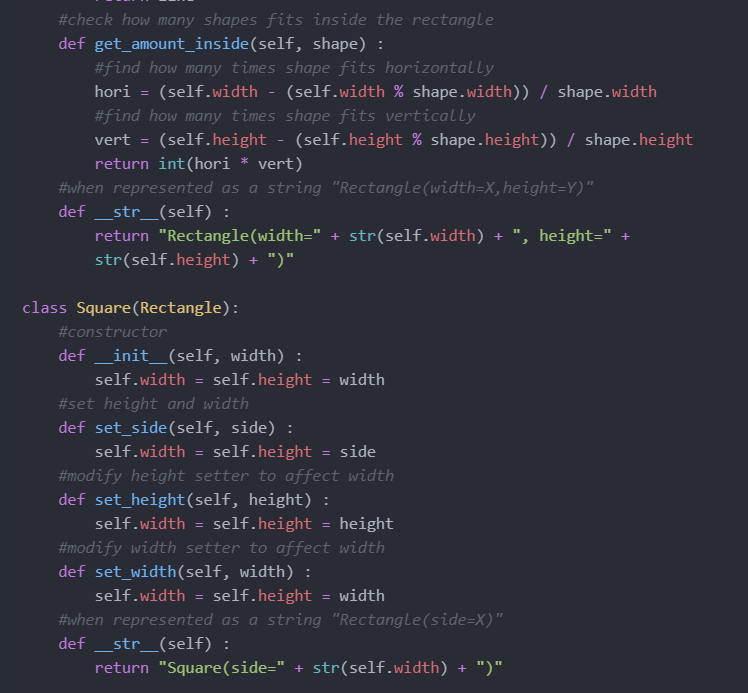 return line
    #check how many shapes fits inside the rectangle
    def get_amount_inside(self, shape) :
        #find how many times shape fits horizontally
        hori = (self.width - (self.width % shape.width)) / shape.width
        #find how many times shape fits vertically
        vert = (self.height - (self.height % shape.height)) / shape.height
        return int(hori * vert)
    #when represented as a string "Rectangle(width=X,height=Y)"
    def __str__(self) :
        return "Rectangle(width=" + str(self.width) + ", height=" +
        str(self.height) + ")"
class Square(Rectangle):
    #constructor
    def __init__(self, width) :
        self.width = self.height = width
    #set height and width
    def set_side(self, side) :
        self.width = self.height = side
    #modify height setter to affect width
    def set_height(self, height) :
        self.width = self.height = height
    #modify width setter to affect width
    def set_width(self, width) :
        self.width = self.height = width
    #when represented as a string "Rectangle(side=X)"
    def __str__(self) :
        return "Square(side=" + str(self.width) + ")"